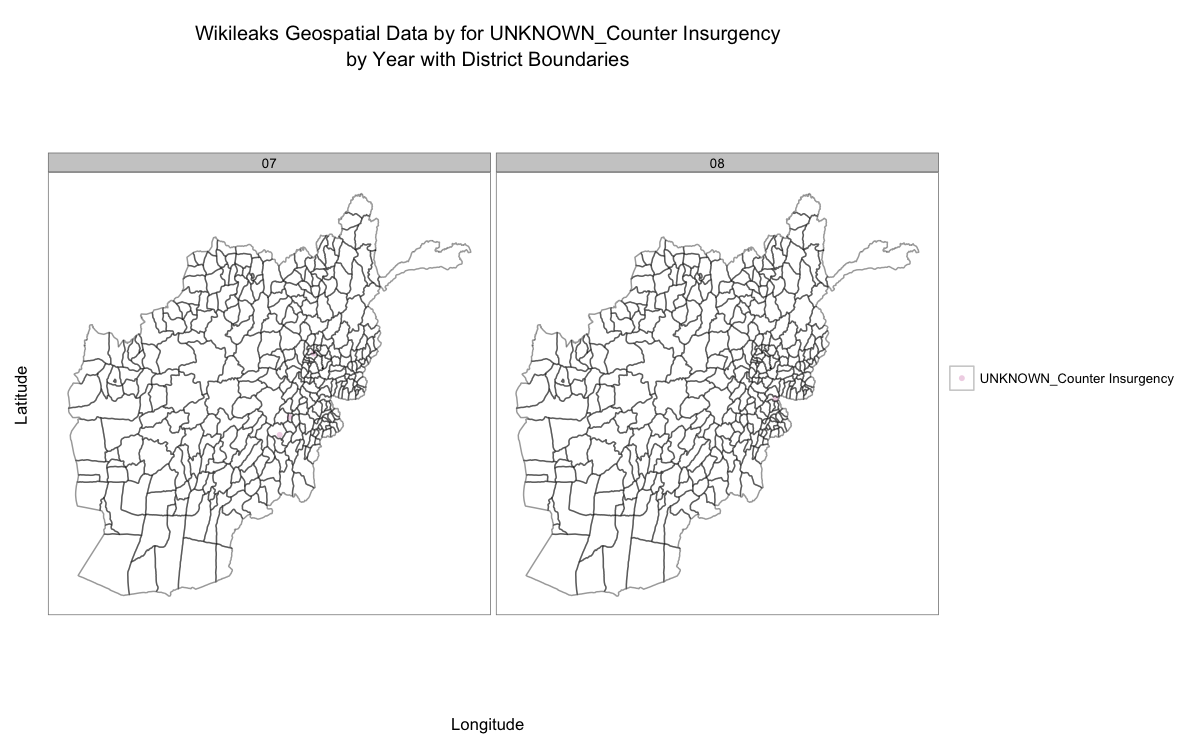 Wikileaks Geospatial Data by for UNKNOWN_Counter Insurgency
by Year with District Boundaries
07
08
Latitude
UNKNOWN_Counter Insurgency
Longitude